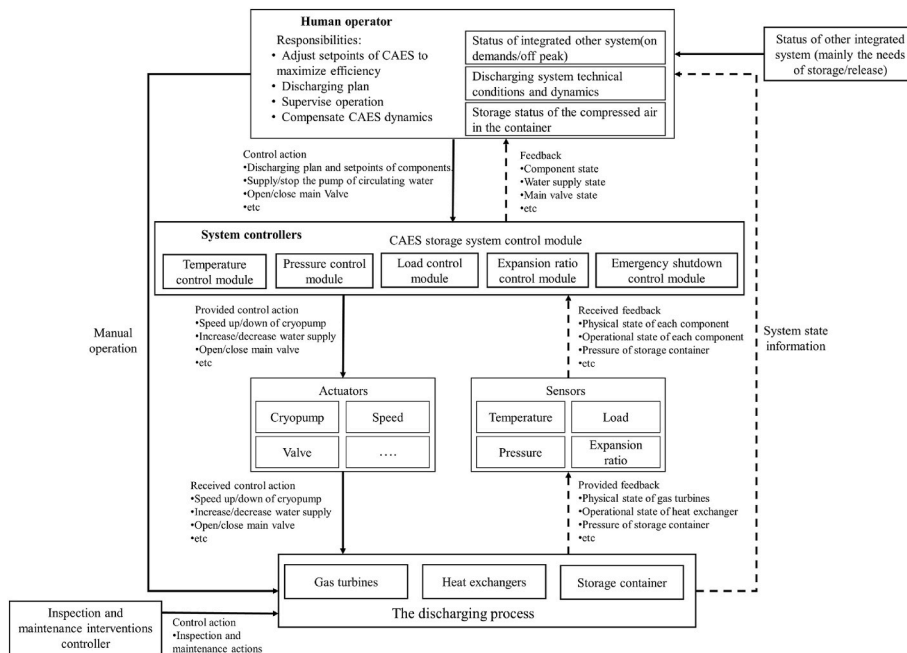 Human operator
Responsibilities:
• Adjust setpoints of CAES to
maximize efficiency
• Discharging plan
• Supervise operation
• Compensate CAES dynamics
Status of integrated other system(on
demands/off peak)
Discharging system technical
conditions and dynamics
Storage status of the compressed air
in the container
Status of other integrated
system (mainly the needs
of storage/release)
Control action
•Discharging plan and setpoints of components.
•Supply/stop the pump of circulating water
•Open/close main Valve
•etc
Feedback
•Component state
•Water supply state
•Main valve state
•etc
System controllers
CAES storage system control module
Temperature
control module
Pressure control
module
Load control
module
Expansion ratio
control module
Emergency shutdown
control module
Manual
operation
Provided control action
•Speed up/down of cryopump
•Increase/decrease water supply
•Open/close main valve
•etc
Received feedback
•Physical state of each component
•Operational state of each component
•Pressure of storage container
•etc
System state
information
Actuators
Cryopump
Speed
Valve
....
Sensors
Temperature
Load
Pressure
Expansion
ratio
Received control action
•Speed up/down of cryopump
•Increase/decrease water supply
•Open/close main valve
•etc
Provided feedback
•Physical state of gas turbines
•Operational state of heat exchanger
•Pressure of storage container
•etc
Gas turbines
Heat exchangers
Storage container
The discharging process
Inspection and
maintenance interventions
controller
Control action
•Inspection and
maintenance actions